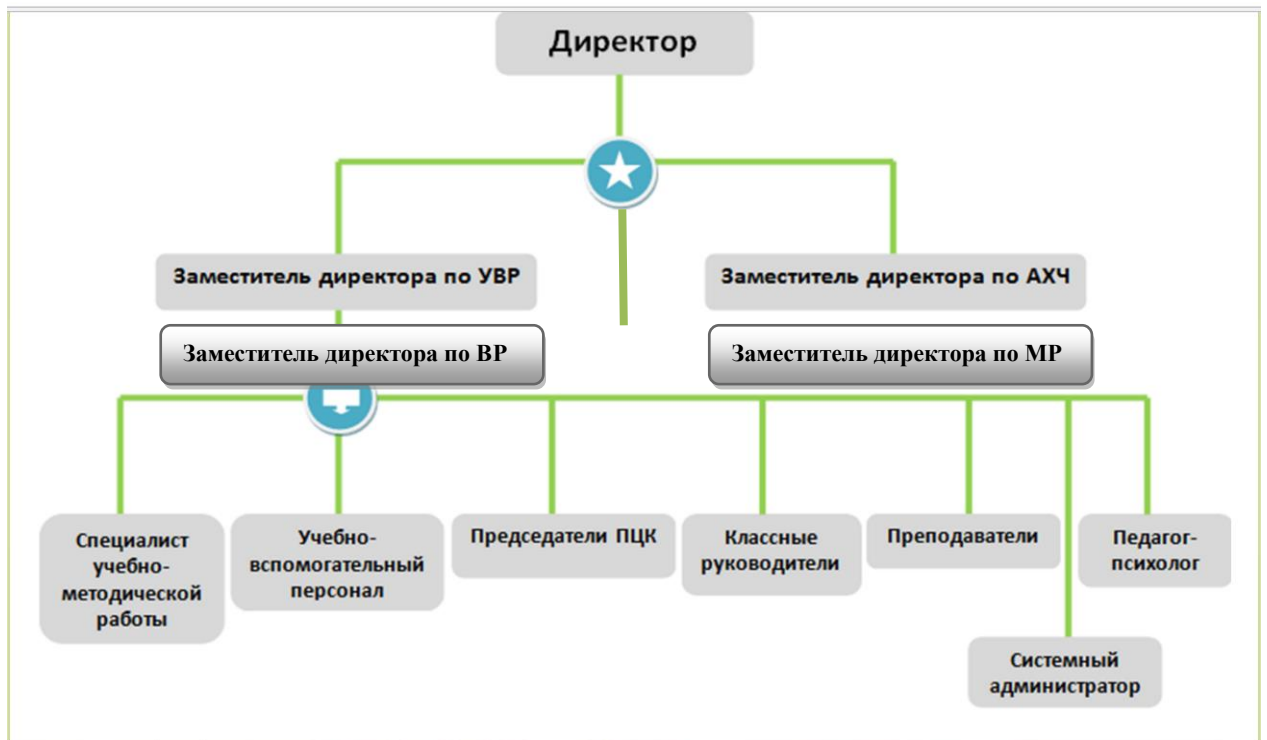 Директор
Заместитель директора по УВР
Заместитель директора по АХЧ
Заместитель директора по ВР
Заместитель директора по МР
Специалист
учебно-
методической
работы
Учебно-
вспомогательный
персонал
Председатели ПЦК
Классные
руководители
Преподаватели
Педагог-
психолог
Системный
администратор